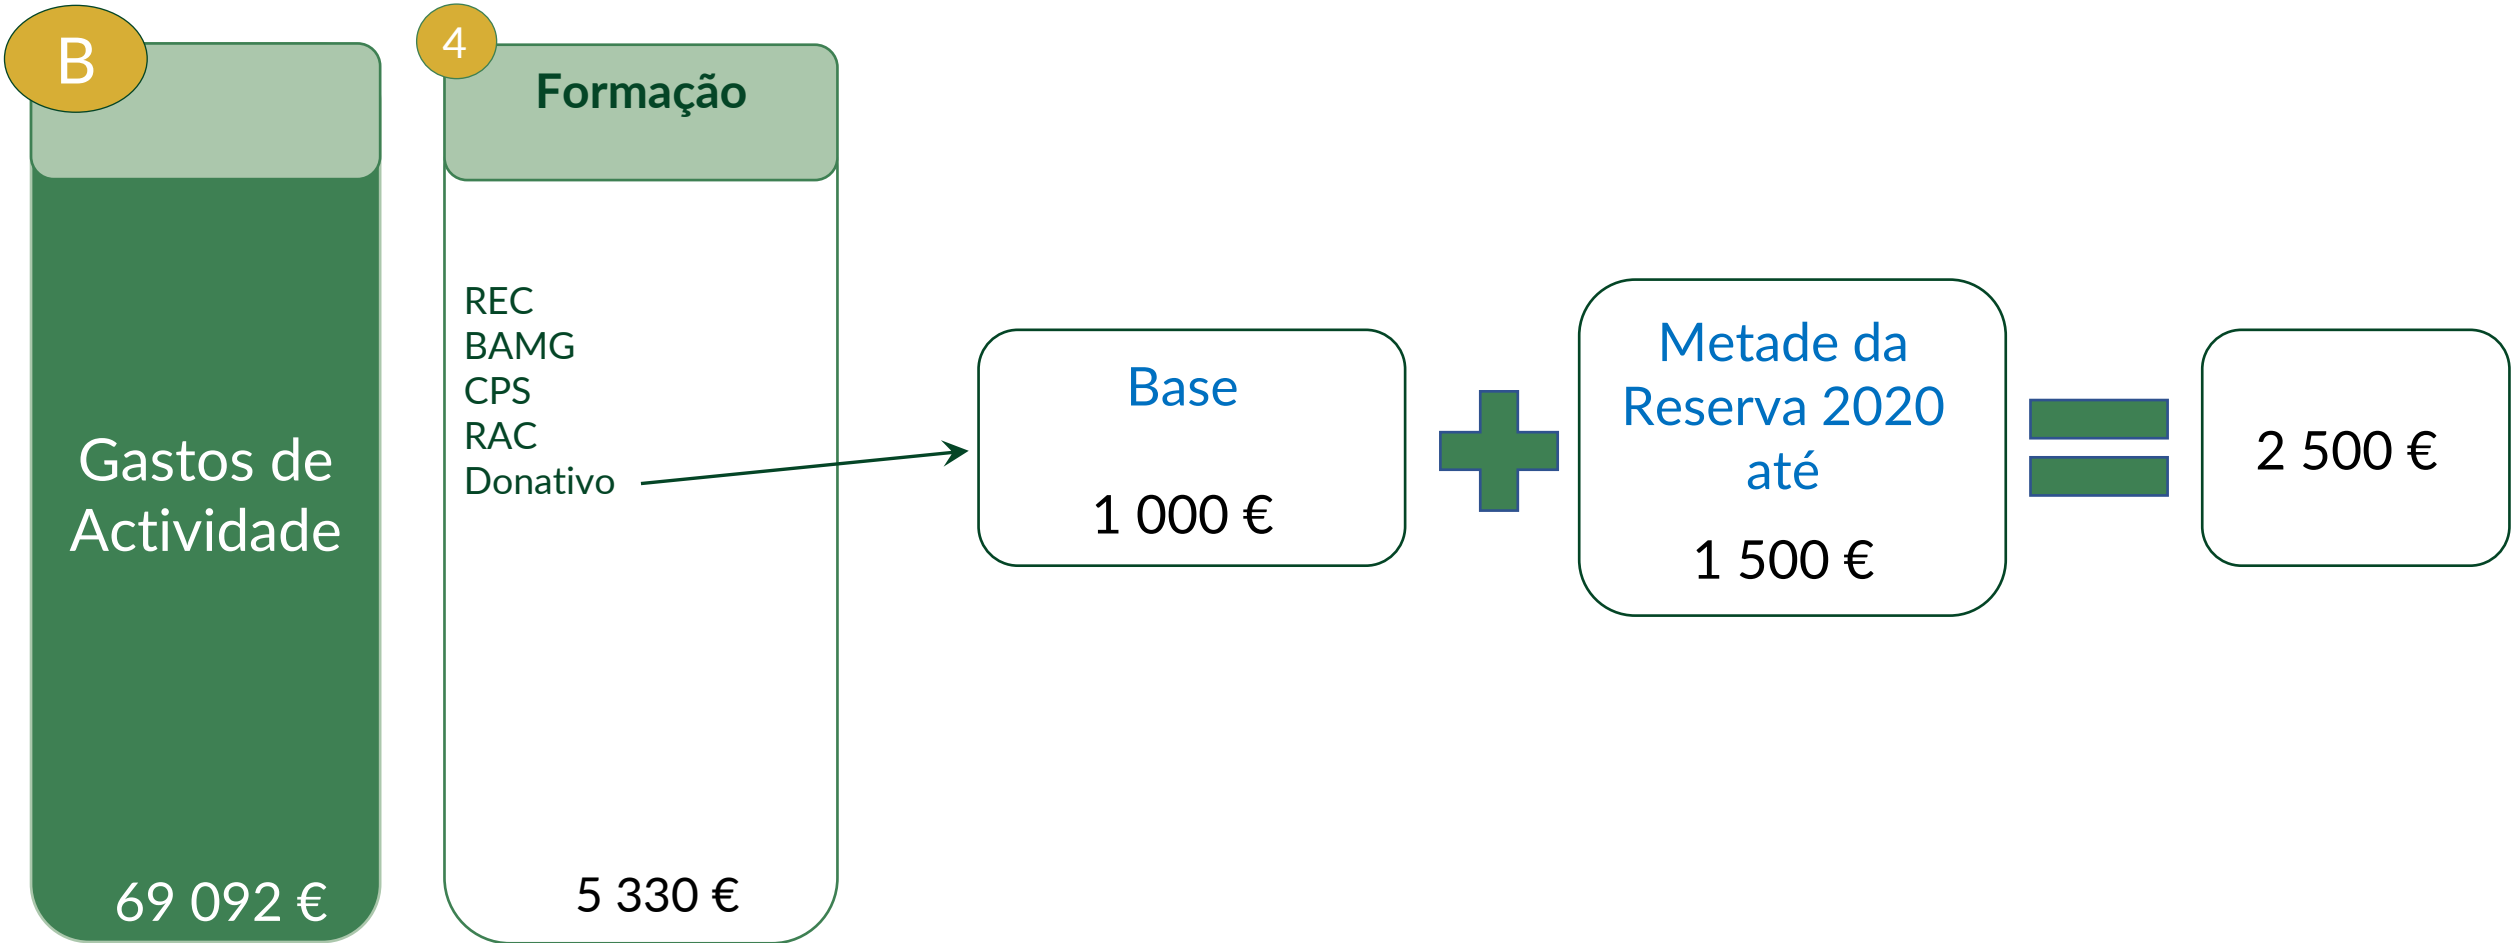 B
Gastos de
Actividade
69 092 €
4
Formação
REC
BAMG
CPS
RAC
Donativo
5 330 €
Base
1 000 €
Metade da
Reserva 2020
até
1 500 €
2 500 €